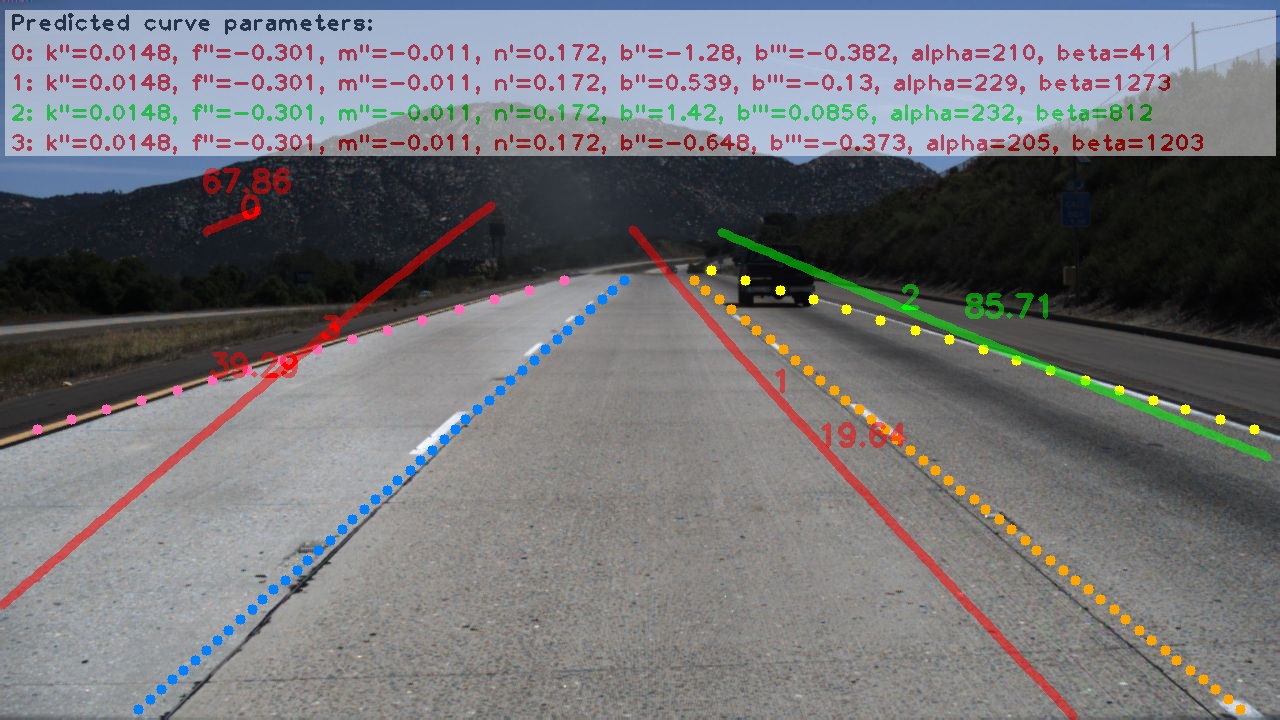 Predicted curve parameters:
0: k''=0.0148, f''=-0.301, m''=-0.011, n'=0.172, b''=-1.28, b'''=-0.382, alpha=210, beta=411
1: k''=0.0148, f''=-0.301, m''=-0.011, n'=0.172, b''=0.539, b'''=-0.13, alpha=229, beta=1273
2: k''=0.0148, f''=-0.301, m''=-0.011, n'=0.172, b''=1.42, b'''=0.0856, alpha=232, beta=812
3: k''=0.0148, f''=-0.301, m''=-0.011, n'=0.172, b''=-0.648, b'''=-0.373, alpha=205, beta=1203
67.86
0
2
85.71
3
39.29
1
19.64